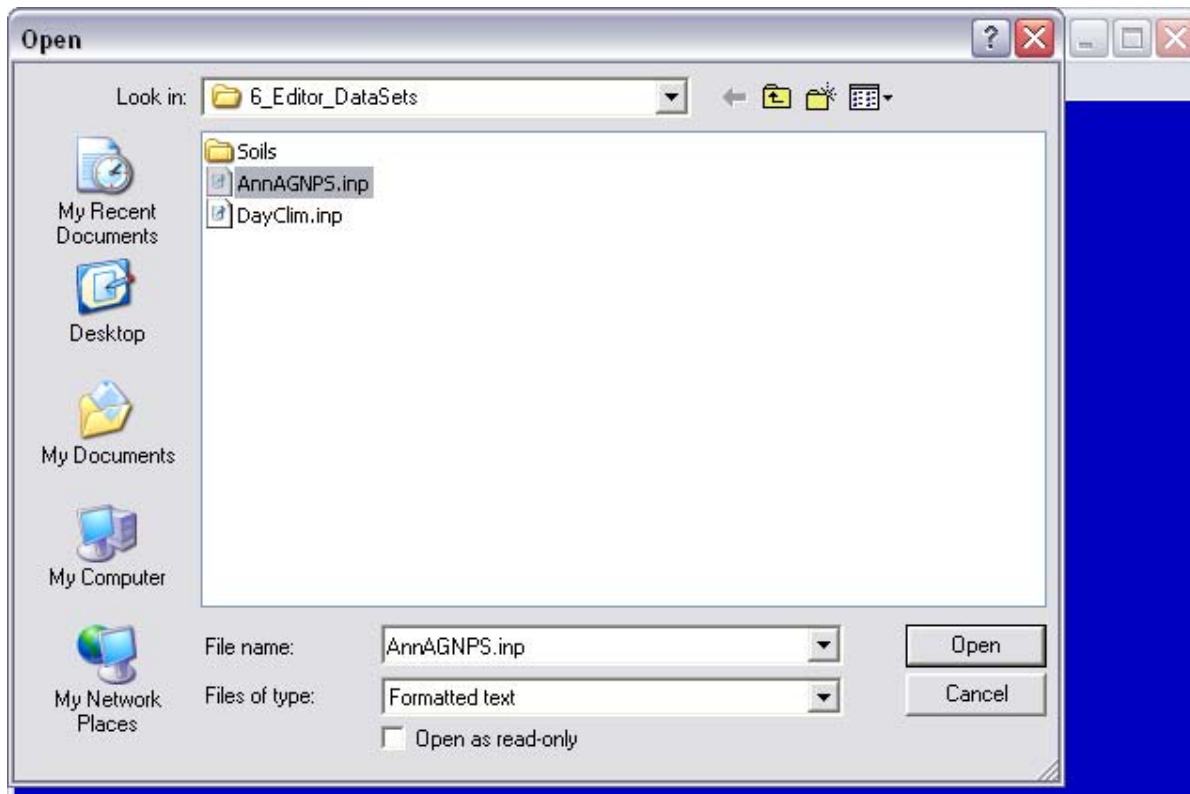 Open
Look in:
6_Editor_DataSets
Soils
AnnAGNPS.inp
DayClim.inp
My Recent
Documents
Desktop
My Documents
My Computer
My Network
Places
File name:
AnnAGNPS.inp
Open
Files of type:
Formatted text
Cancel
Open as read-only